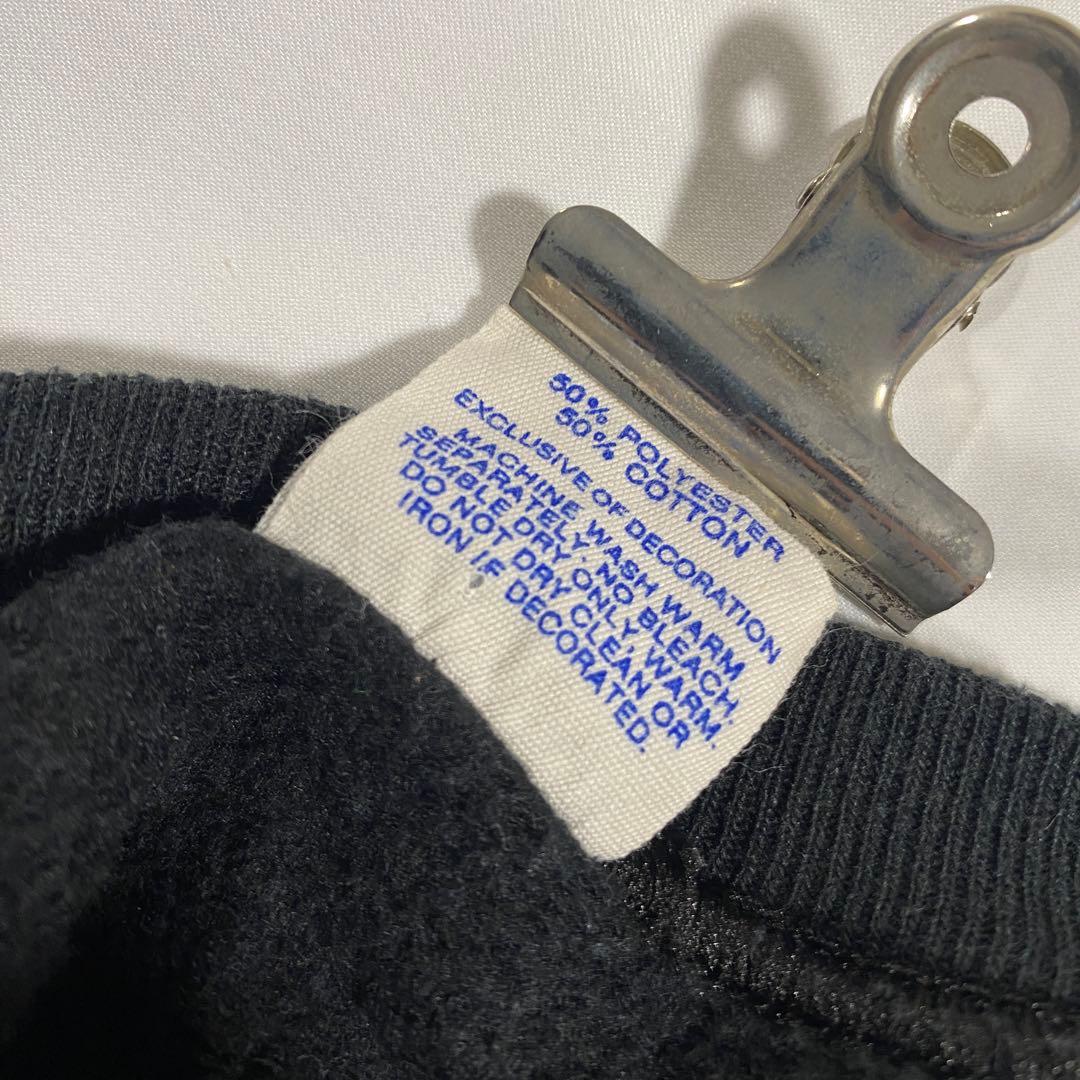 50% POLYESTER
50% COTTON
EXCLUSIVE OF DECORATION
MACHINE WASH WARM
SEPARATELY. NO BLEACH.
TUMBLE DRY. ONLY WARM.
DO NOT DRY CLEAN OR
IRON IF DECORATED.